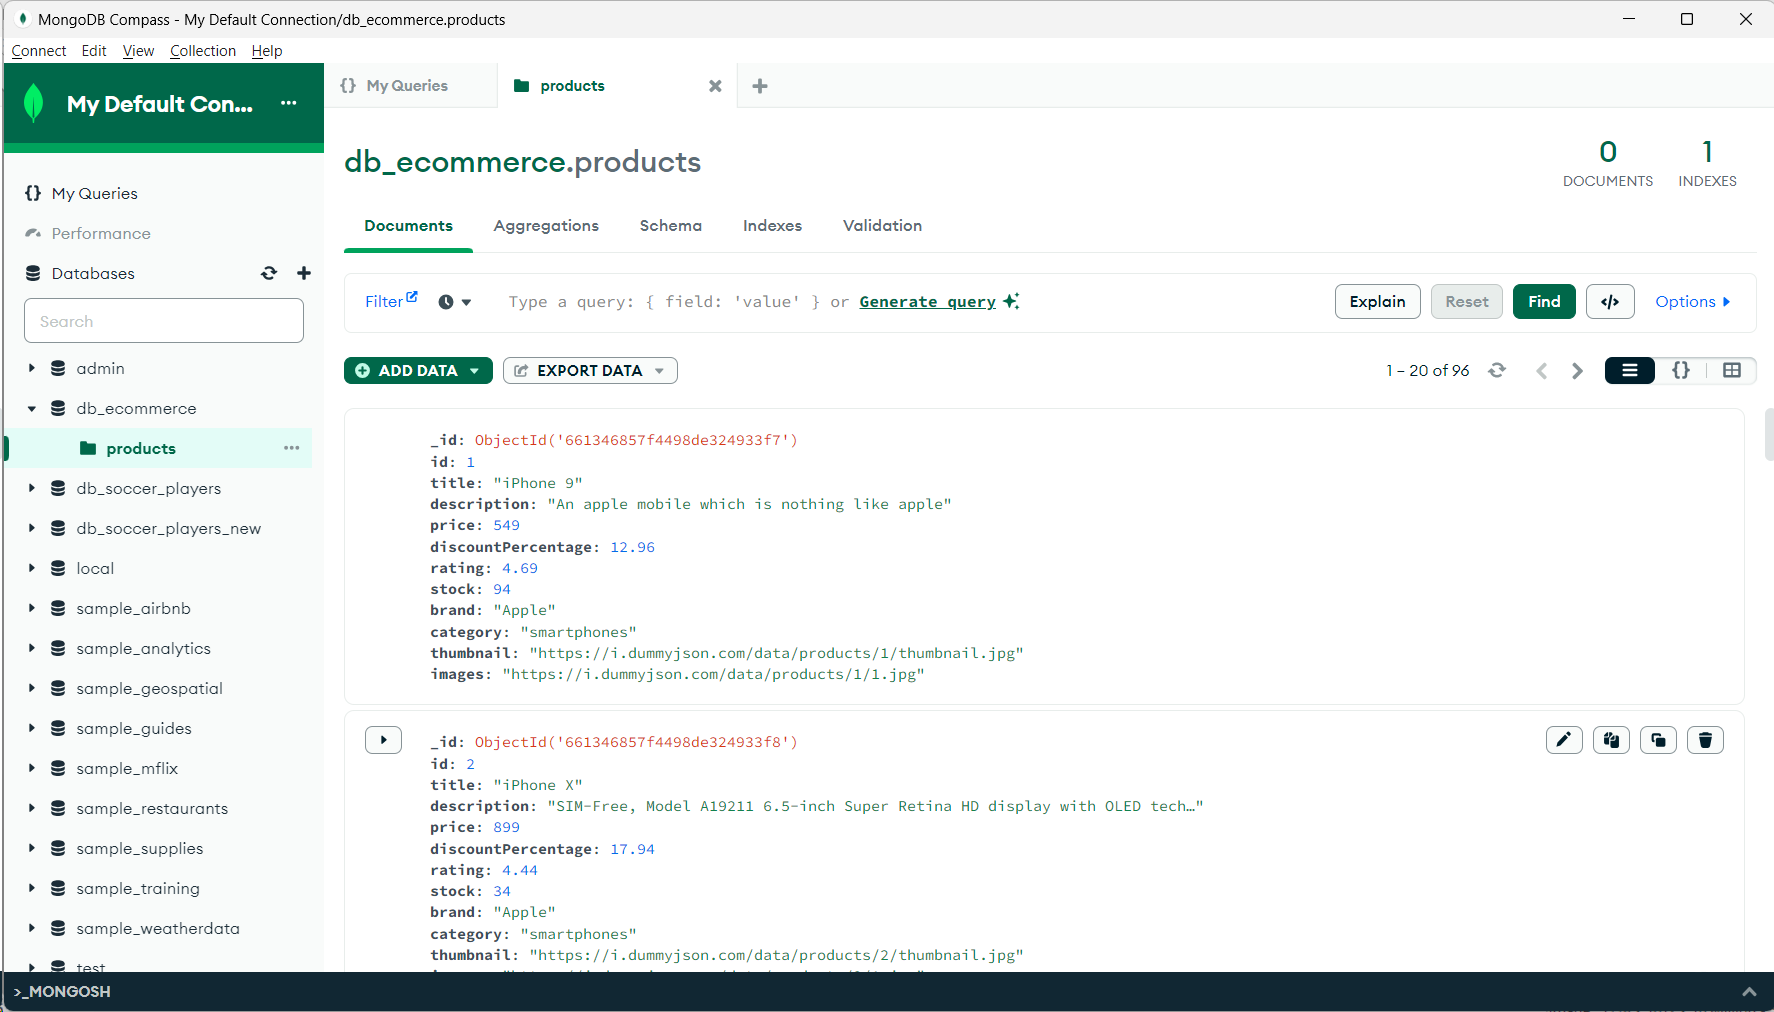 MongoDB Compass - My Default Connection/db_ecommerce.products
Connect Edit View Collection Help
My Default Con... ...
{} My Queries
products
db_ecommerce.products
0
DOCUMENTS
1
INDEXES
{} My Queries
Performance
Databases
Search
admin
db_ecommerce
products ...
db_soccer_players
db_soccer_players_new
local
sample_airbnb
sample_analytics
sample_geospatial
sample_guides
sample_mflix
sample_restaurants
sample_supplies
sample_training
sample_weatherdata
test
Documents Aggregations Schema Indexes Validation
Filter Type a query: { field: 'value' } or Generate query Explain Reset Find </> Options
ADD DATA EXPORT DATA 1 – 20 of 96 {}
_id: ObjectId('661346857f4498de324933f7')
id: 1
title: "iPhone 9"
description: "An apple mobile which is nothing like apple"
price: 549
discountPercentage: 12.96
rating: 4.69
stock: 94
brand: "Apple"
category: "smartphones"
thumbnail: "https://i.dummyjson.com/data/products/1/thumbnail.jpg"
images: "https://i.dummyjson.com/data/products/1/1.jpg"
_id: ObjectId('661346857f4498de324933f8')
id: 2
title: "iPhone X"
description: "SIM-Free, Model A19211 6.5-inch Super Retina HD display with OLED tech…"
price: 899
discountPercentage: 17.94
rating: 4.44
stock: 34
brand: "Apple"
category: "smartphones"
thumbnail: "https://i.dummyjson.com/data/products/2/thumbnail.jpg"
>_MONGOSH